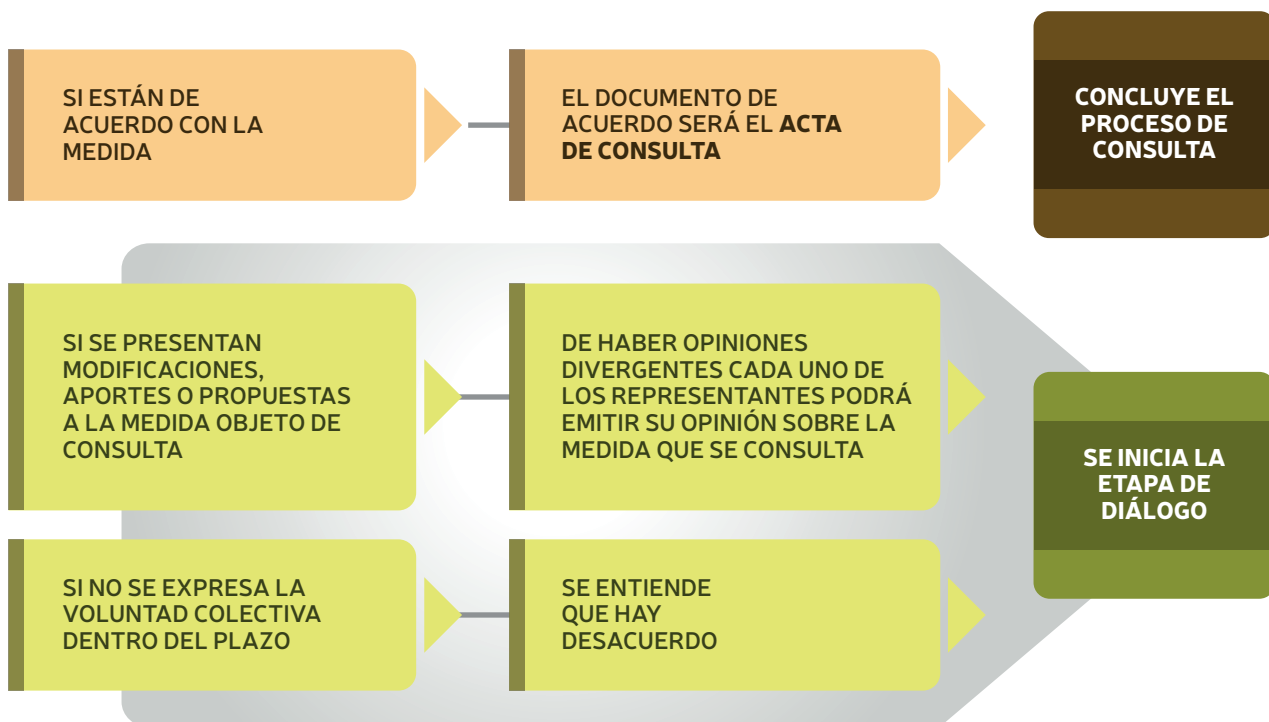 SI ESTÁN DE
ACUERDO CON LA
MEDIDA
EL DOCUMENTO DE
ACUERDO SERÁ EL ACTA
DE CONSULTA
CONCLUYE EL
PROCESO DE
CONSULTA
SI SE PRESENTAN
MODIFICACIONES,
APORTES O PROPUESTAS
A LA MEDIDA OBJETO DE
CONSULTA
DE HABER OPINIONES
DIVERGENTES CADA UNO DE
LOS REPRESENTANTES PODRÁ
EMITIR SU OPINIÓN SOBRE LA
MEDIDA QUE SE CONSULTA
SI NO SE EXPRESA LA
VOLUNTAD COLECTIVA
DENTRO DEL PLAZO
SE ENTIENDE
QUE HAY
DESACUERDO
SE INICIA LA
ETAPA DE
DIÁLOGO